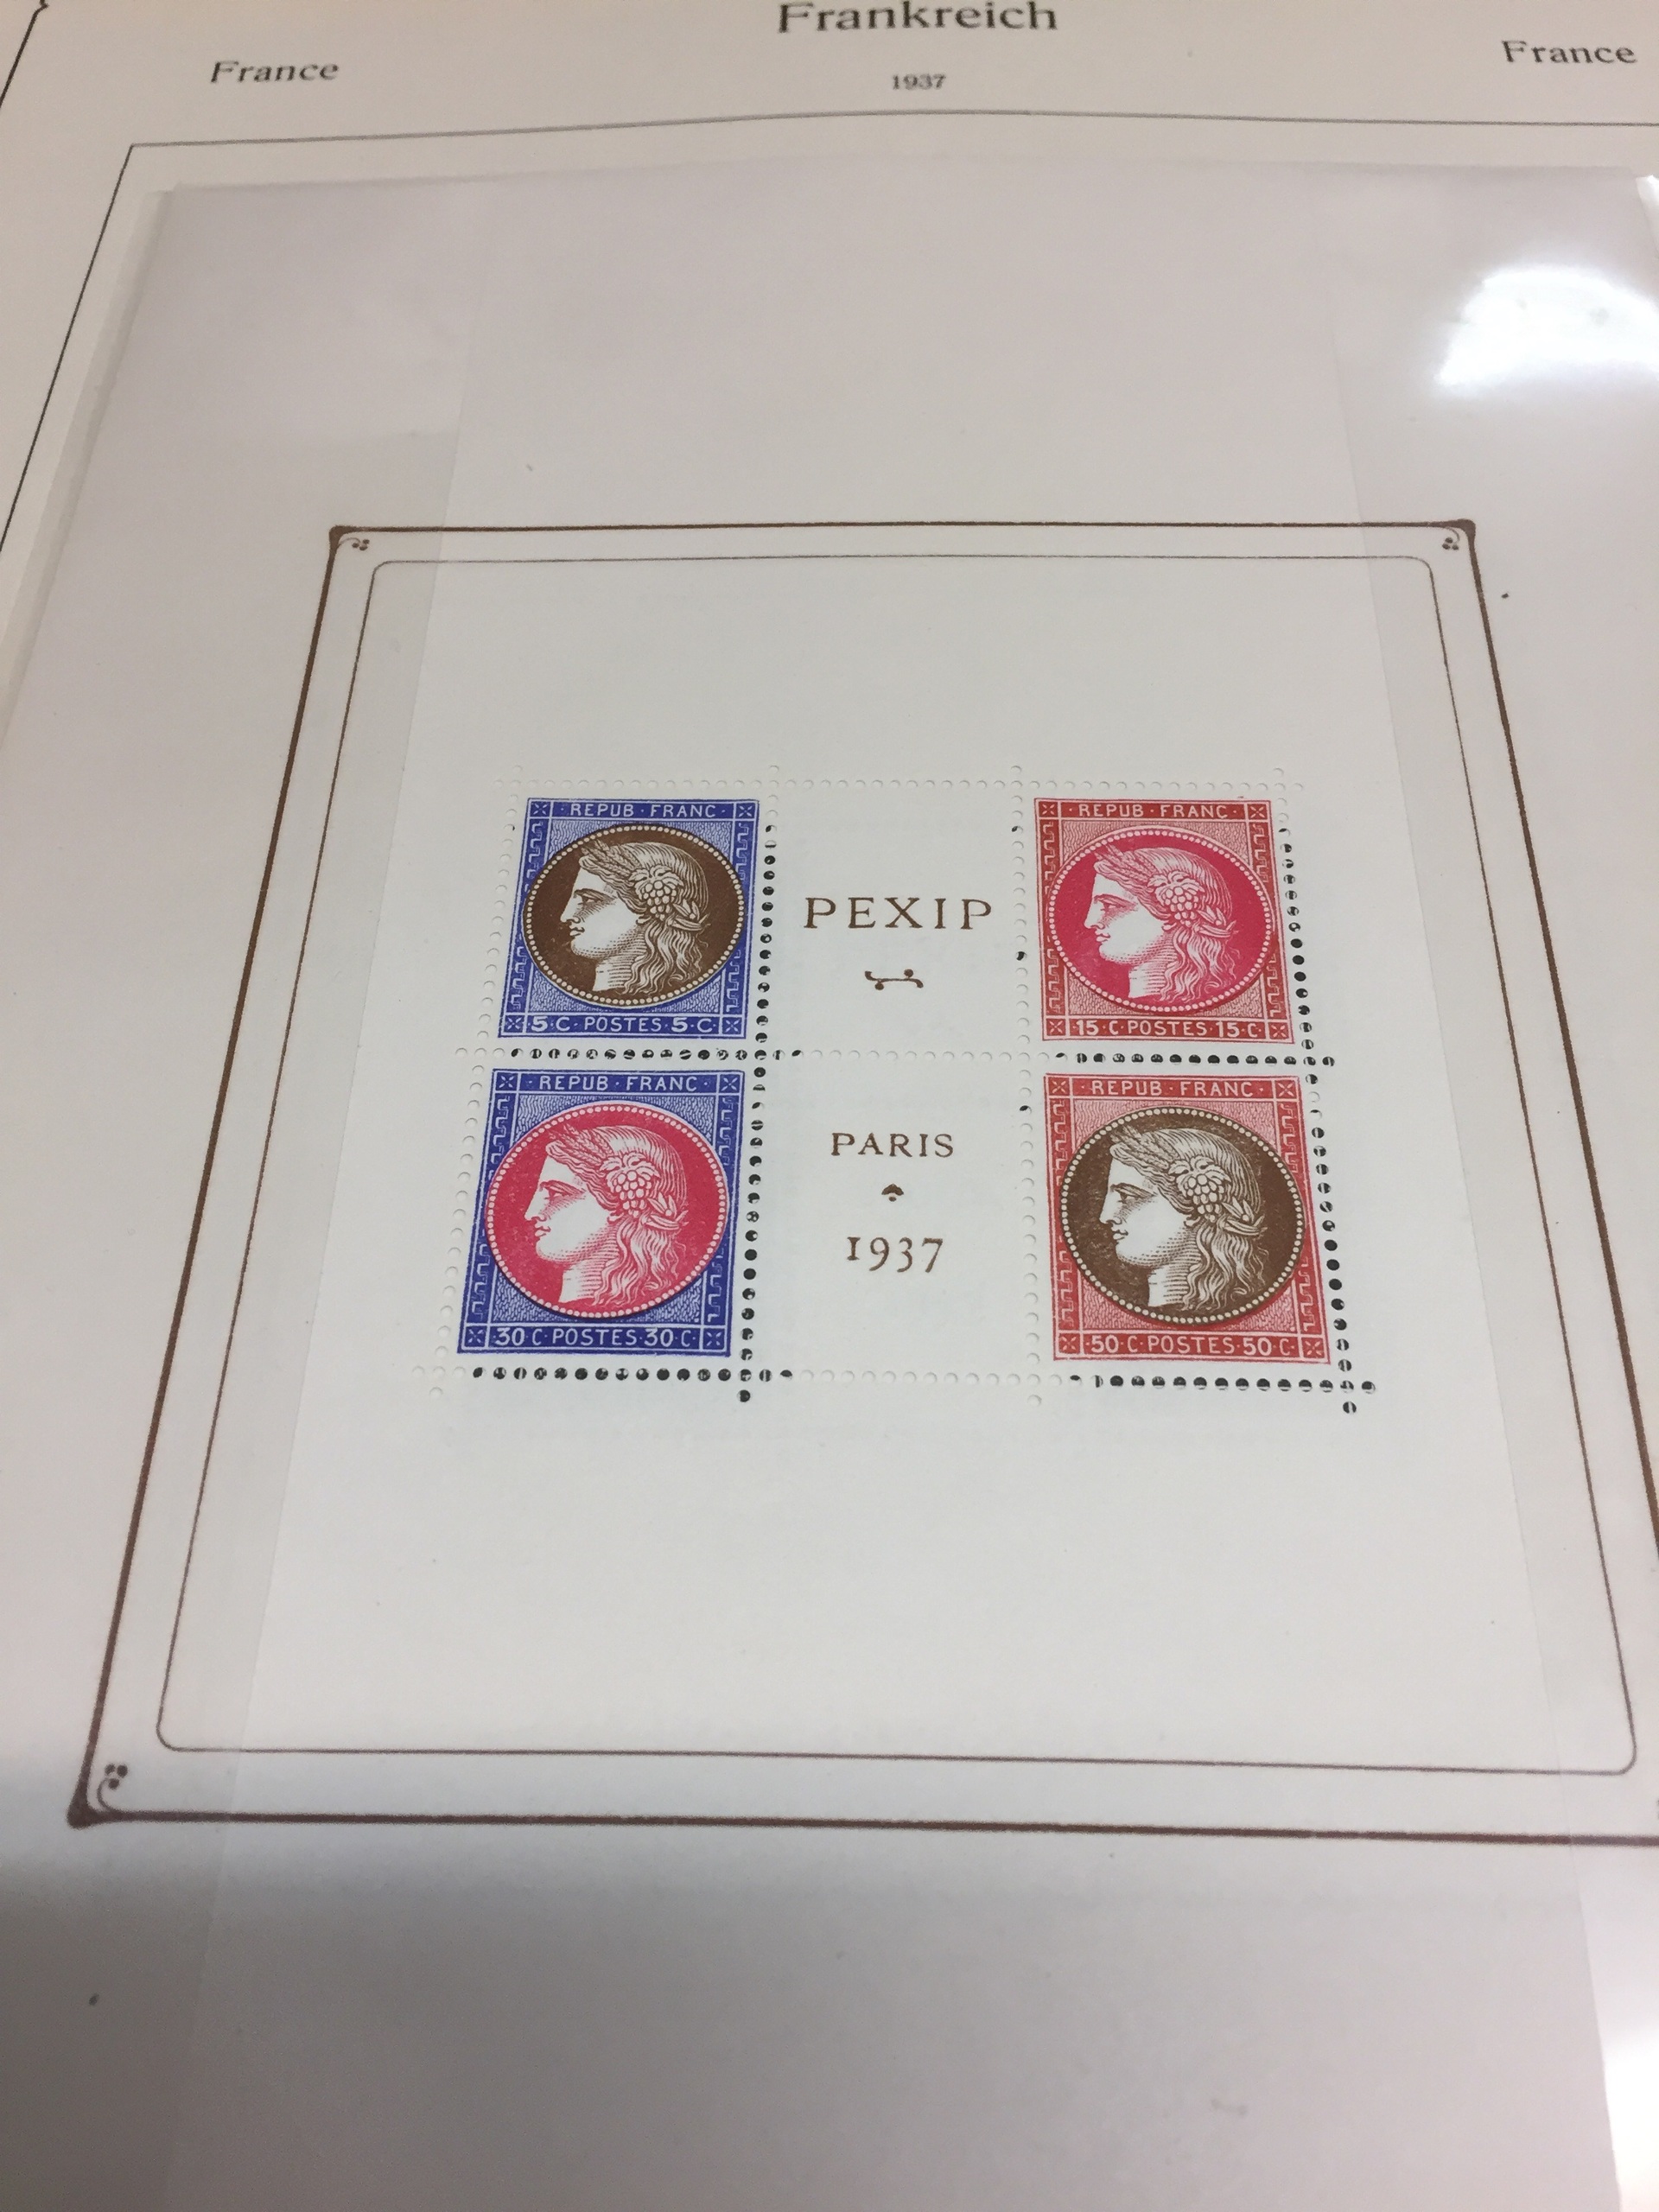 Frankreich
France
France
1937
REPUB · FRANC ·
5 · C · POSTES · 5 · C ·
PEXIP
REPUB · FRANC ·
15 · C · POSTES · 15 · C
REPUB · FRANC ·
30 · C · POSTES · 30 · C
PARIS
1937
REPUB · FRANC ·
50 · C · POSTES · 50 · C ·